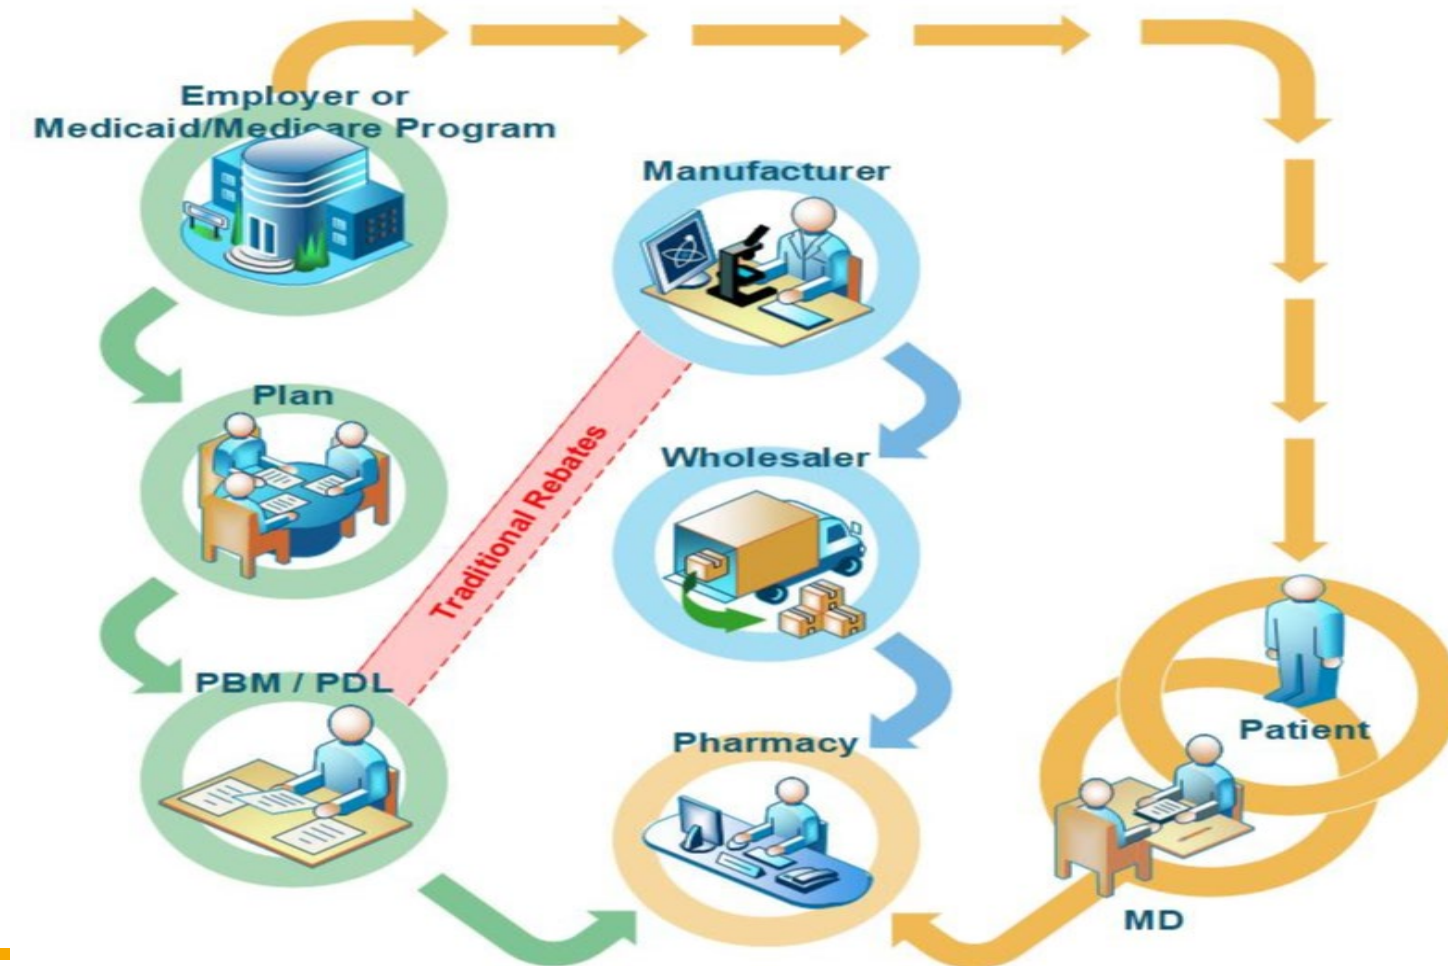 Employer or
Medicaid/Medicare Program
Manufacturer
Plan
Wholesaler
Traditional Rebates
PBM / PDL
Pharmacy
Patient
MD